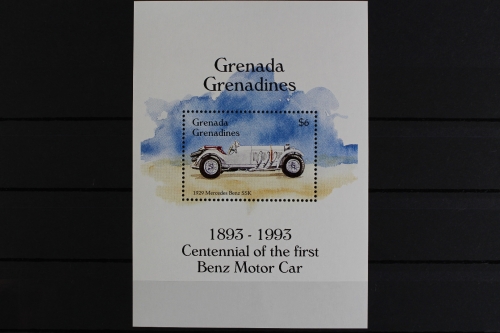 Grenada
Grenadines
Grenada
Grenadines
$6
1929 Mercedes Benz SSK
1893 - 1993
Centennial of the first
Benz Motor Car